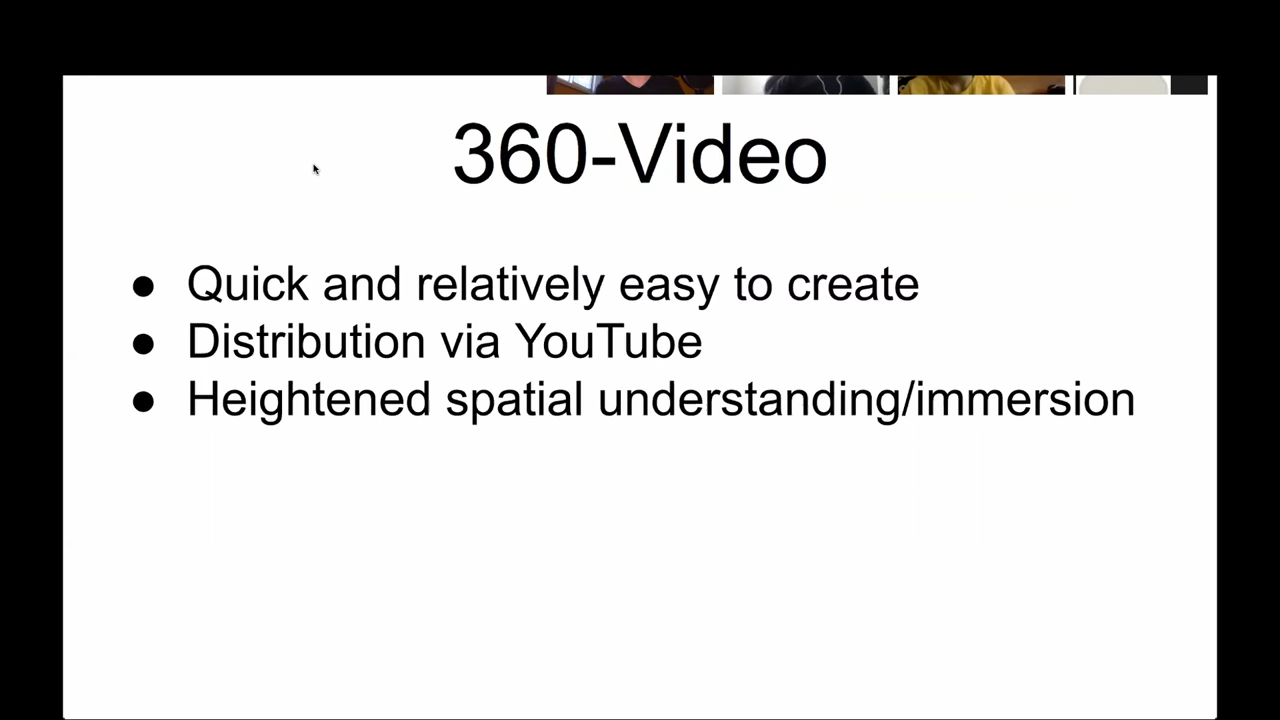 360-Video
● Quick and relatively easy to create
● Distribution via YouTube
● Heightened spatial understanding/immersion